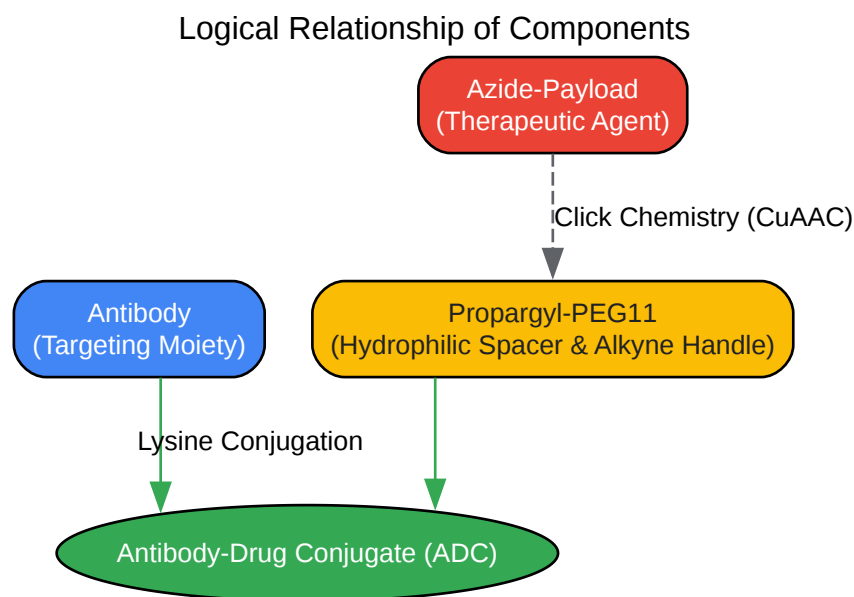 Logical Relationship of Components
Azide-Payload
(Therapeutic Agent)
Click Chemistry (CuAAC)
Antibody
(Targeting Moiety)
Propargyl-PEG11
(Hydrophilic Spacer & Alkyne Handle)
Lysine Conjugation
Antibody-Drug Conjugate (ADC)